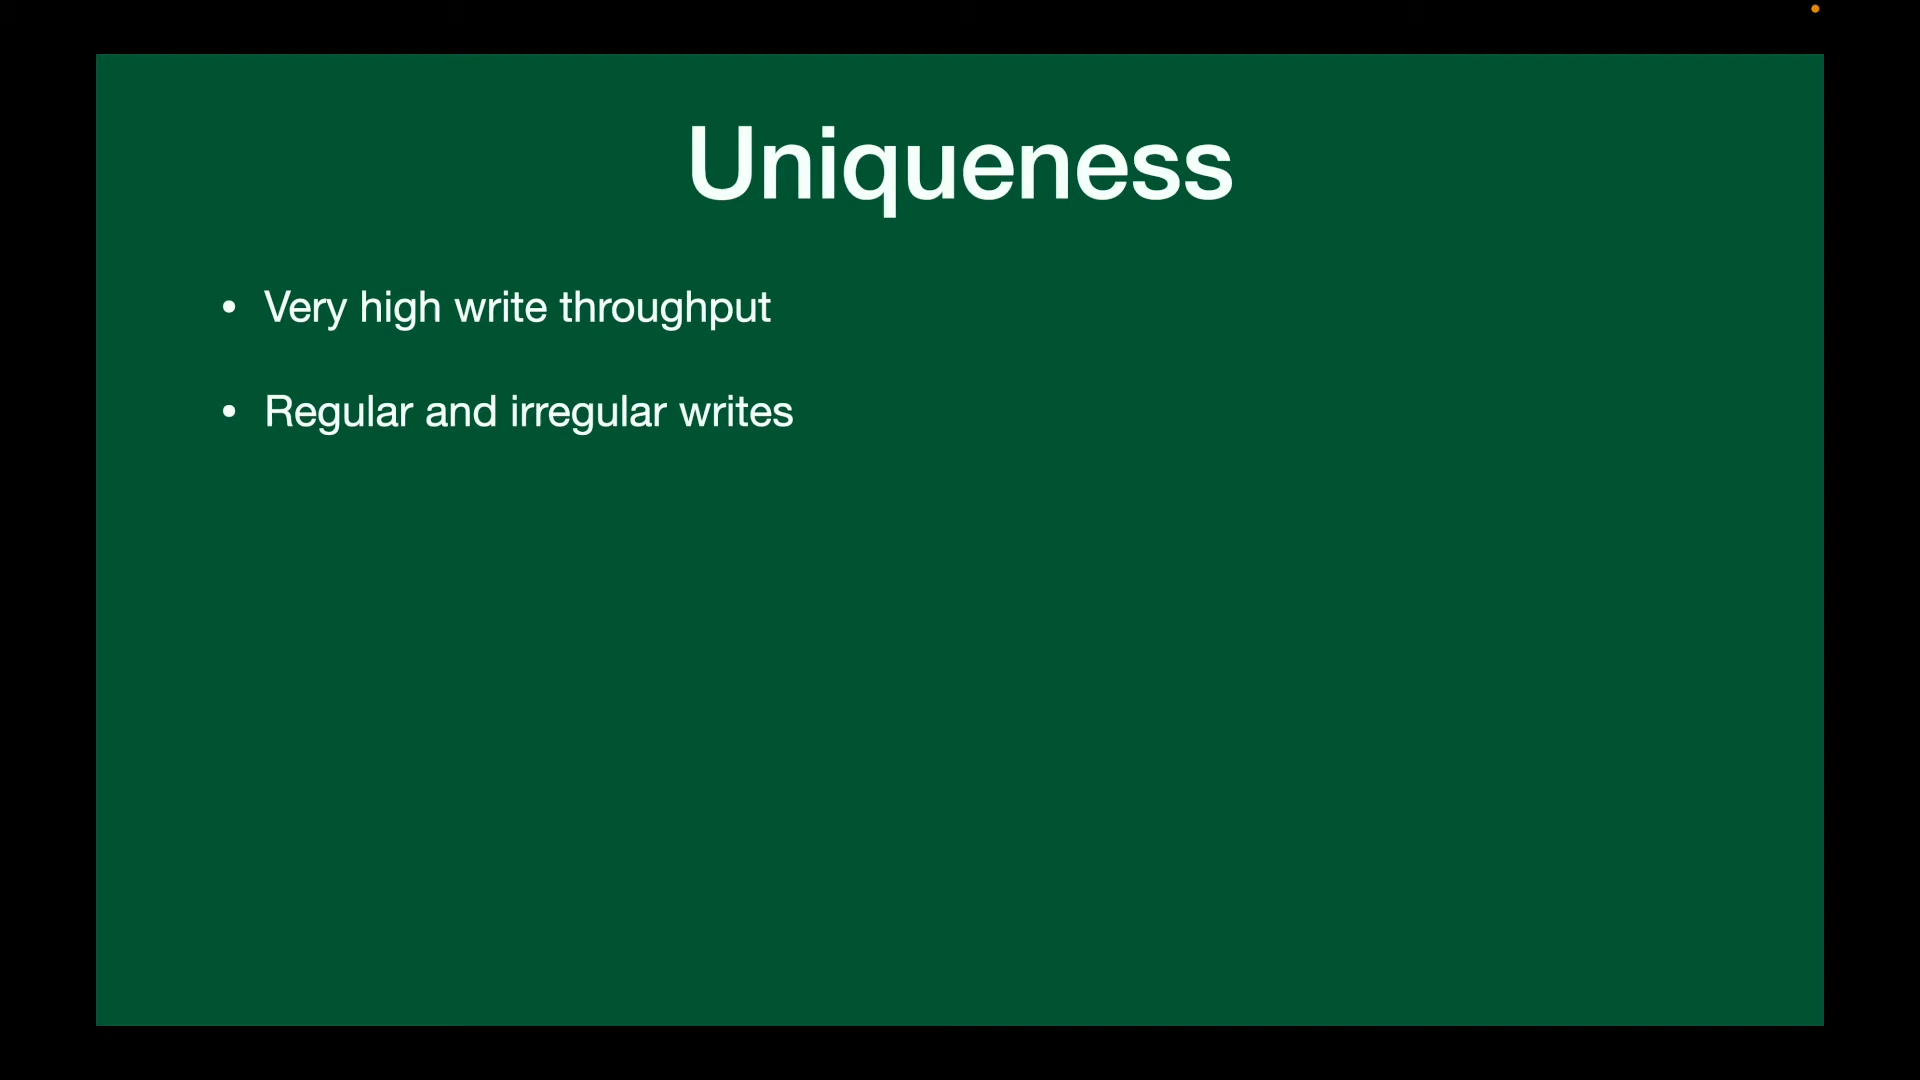 Uniqueness
• Very high write throughput
• Regular and irregular writes